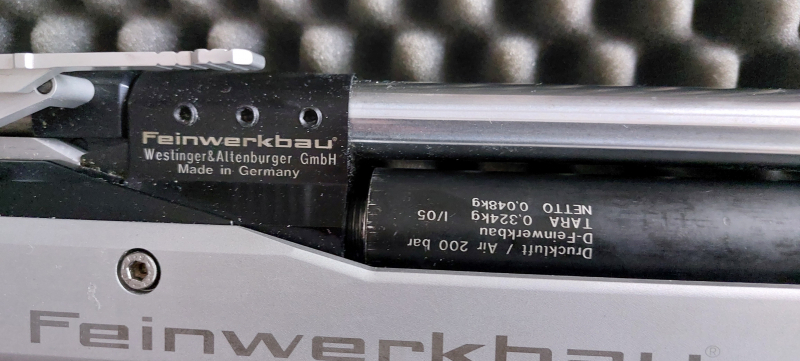 Feinwerkbau®
Westinger&Altenburger GmbH
Made in Germany
Druckluft / Air 200 bar
D-Feinwerkbau
TARA 0.324kg I/05
NETTO 0.048kg
Feinwerkbau®